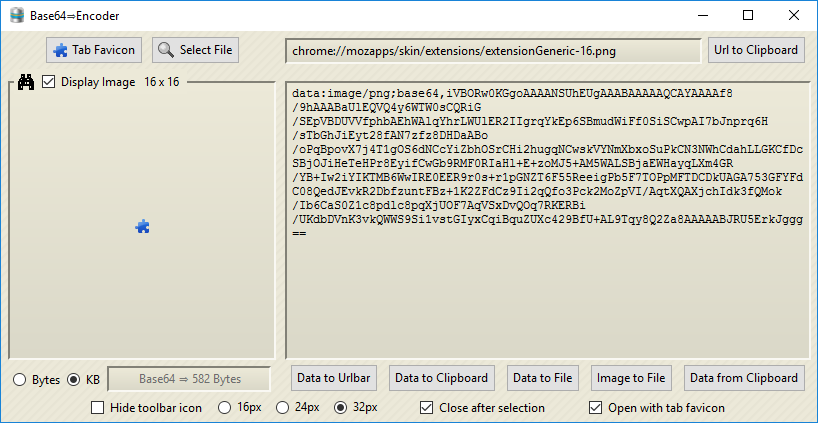 Base64⇒Encoder
Tab Favicon
Select File
chrome://mozapps/skin/extensions/extensionGeneric-16.png
Url to Clipboard
Display Image 16 x 16
data:image/png;base64,iVBORw0KGgoAAAANSUhEUgAAABAAAAAQCAYAAAAf8
/9hAAABaUlEQVQ4y6WTW0sCQRiG
/SEpVBDUVVfphbAEhWAlqYhrLWUlER2IIgrqYkEp6SBmudWiFf0SiSCwpAI7bJnprq6H
/sTbGhJiEyt28fAN7zfz8DHDaABo
/oPqBpovX7j4T1gOS6dNCcYiZbhOSrCHi2hugqNCwskVYNmXbxoSuPkCN3NWhCdahLLGKCfDc
SBjOJiHeTeHPr8EyifCwGb9RMF0RIaHl+E+zoMJ5+AM5WALSBjaEWHayqLXm4GR
/YB+Iw2iYIKTMB6WwIRE0EER9r0s+r1pGNZT6F55ReeigPb5F7TOPpMFTDCDkUAGA753GFYFd
C08QedJEvkR2DbfzuntFBz+1K2ZFdCz9Ii2qQfo3Pck2MoZpVI/AqtXQAXjchIdk3fQMok
/Ib6CaS0Z1c8pdlc8pqXjUOF7AqVSxDvQOq7RKERBi
/UKdbDVnK3vkQWWS9Si1vstGIyxCqiBquZUXc429BfU+AL9Tqy8Q2Za8AAAAABJRU5ErkJggg
==
Bytes KB Base64 ⇒ 582 Bytes
Data to Urlbar
Data to Clipboard
Data to File
Image to File
Data from Clipboard
Hide toolbar icon 16px 24px 32px Close after selection Open with tab favicon